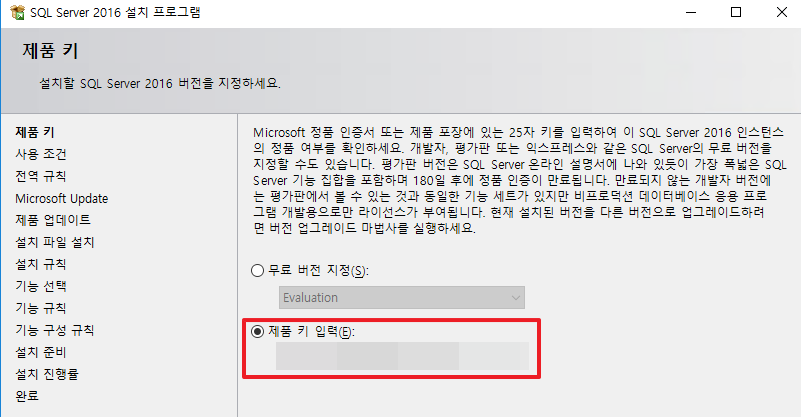 SQL Server 2016 설치 프로그램
제품 키
설치할 SQL Server 2016 버전을 지정하세요.
제품 키
사용 조건
전역 규칙
Microsoft Update
제품 업데이트
설치 파일 설치
설치 규칙
기능 선택
기능 규칙
기능 구성 규칙
설치 준비
설치 진행률
완료
Microsoft 정품 인증서 또는 제품 포장에 있는 25자 키를 입력하여 이 SQL Server 2016 인스턴스
의 정품 여부를 확인하세요. 개발자, 평가판 또는 익스프레스와 같은 SQL Server의 무료 버전을
지정할 수도 있습니다. 평가판 버전은 SQL Server 온라인 설명서에 나와 있듯이 가장 폭넓은 SQL
Server 기능 집합을 포함하며 180일 후에 정품 인증이 만료됩니다. 만료되지 않는 개발자 버전에
는 평가판에서 볼 수 있는 것과 동일한 기능 세트가 있지만 비프로덕션 데이터베이스 응용 프로
그램 개발용으로만 라이선스가 부여됩니다. 현재 설치된 버전을 다른 버전으로 업그레이드하려
면 버전 업그레이드 마법사를 실행하세요.
무료 버전 지정(S):
Evaluation
제품 키 입력(E):